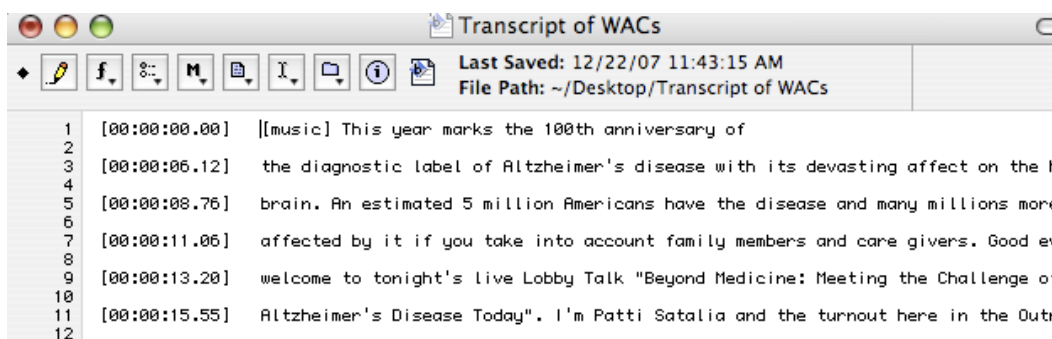 Transcript of WACs
Last Saved: 12/22/07 11:43:15 AM
File Path: ~/Desktop/Transcript of WACs
1 [00:00:00.00] [music] This year marks the 100th anniversary of
2
3 [00:00:06.12] the diagnostic label of Altzheimer's disease with its devasting affect on the
4
5 [00:00:08.76] brain. An estimated 5 million Americans have the disease and many millions more
6
7 [00:00:11.06] affected by it if you take into account family members and care givers. Good
8
9 [00:00:13.20] welcome to tonight's live Lobby Talk "Beyond Medicine: Meeting the Challenge
10
11 [00:00:15.55] Altzheimer's Disease Today". I'm Patti Satalia and the turnout here in the
12